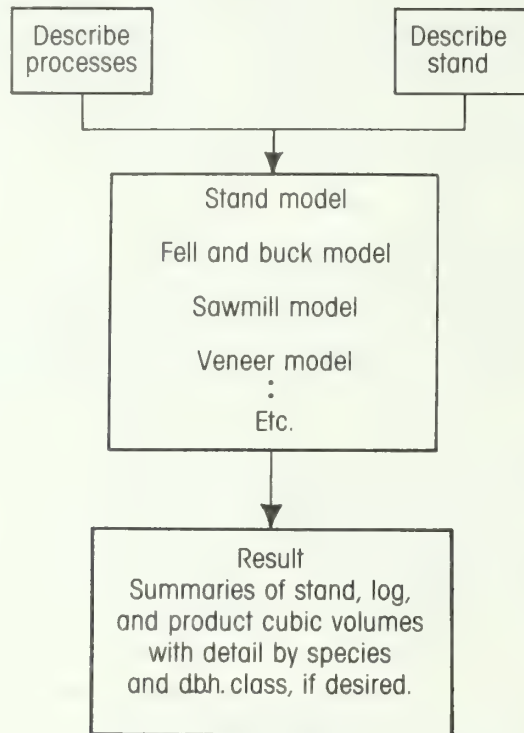 Describe
processes
Describe
stand
Stand model
Fell and buck model
Sawmill model
Veneer model
Etc.
Result
Summaries of stand, log,
and product cubic volumes
with detail by species
and d.b.h. class, if desired.